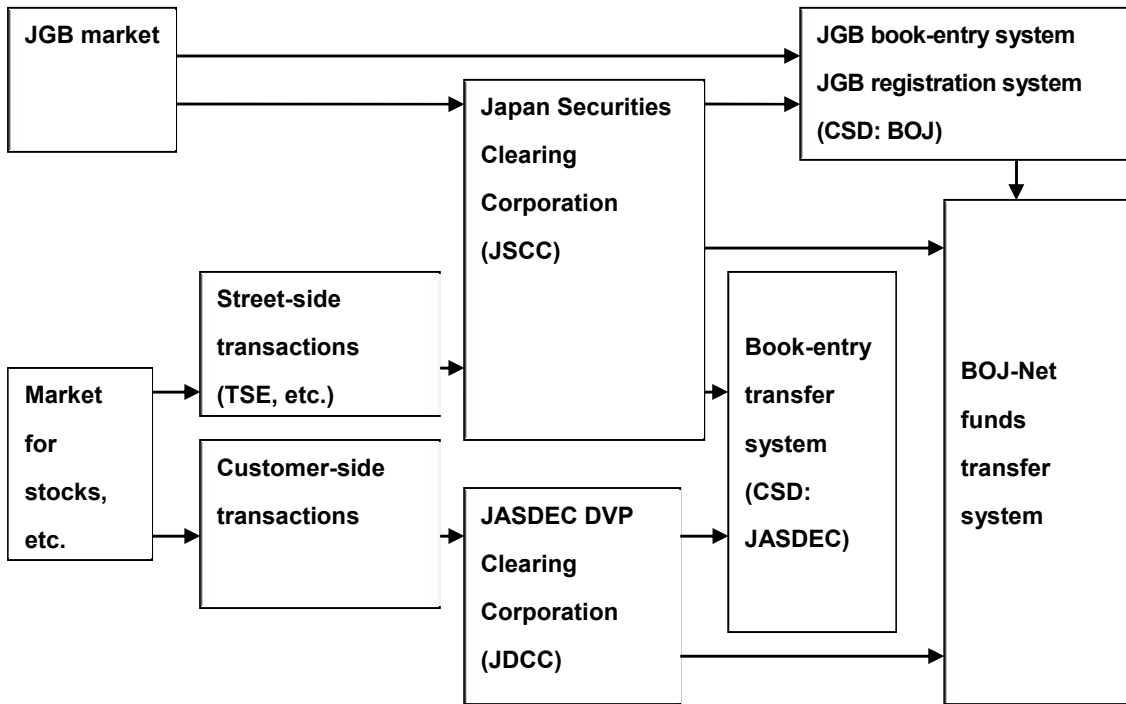 JGB market
JGB book-entry system
JGB registration system
(CSD: BOJ)
Japan Securities
Clearing
Corporation
(JSCC)
Street-side
transactions
(TSE, etc.)
Market
for
stocks,
etc.
Customer-side
transactions
JASDEC DVP
Clearing
Corporation
(JDCC)
Book-entry
transfer
system
(CSD:
JASDEC)
BOJ-Net
funds
transfer
system